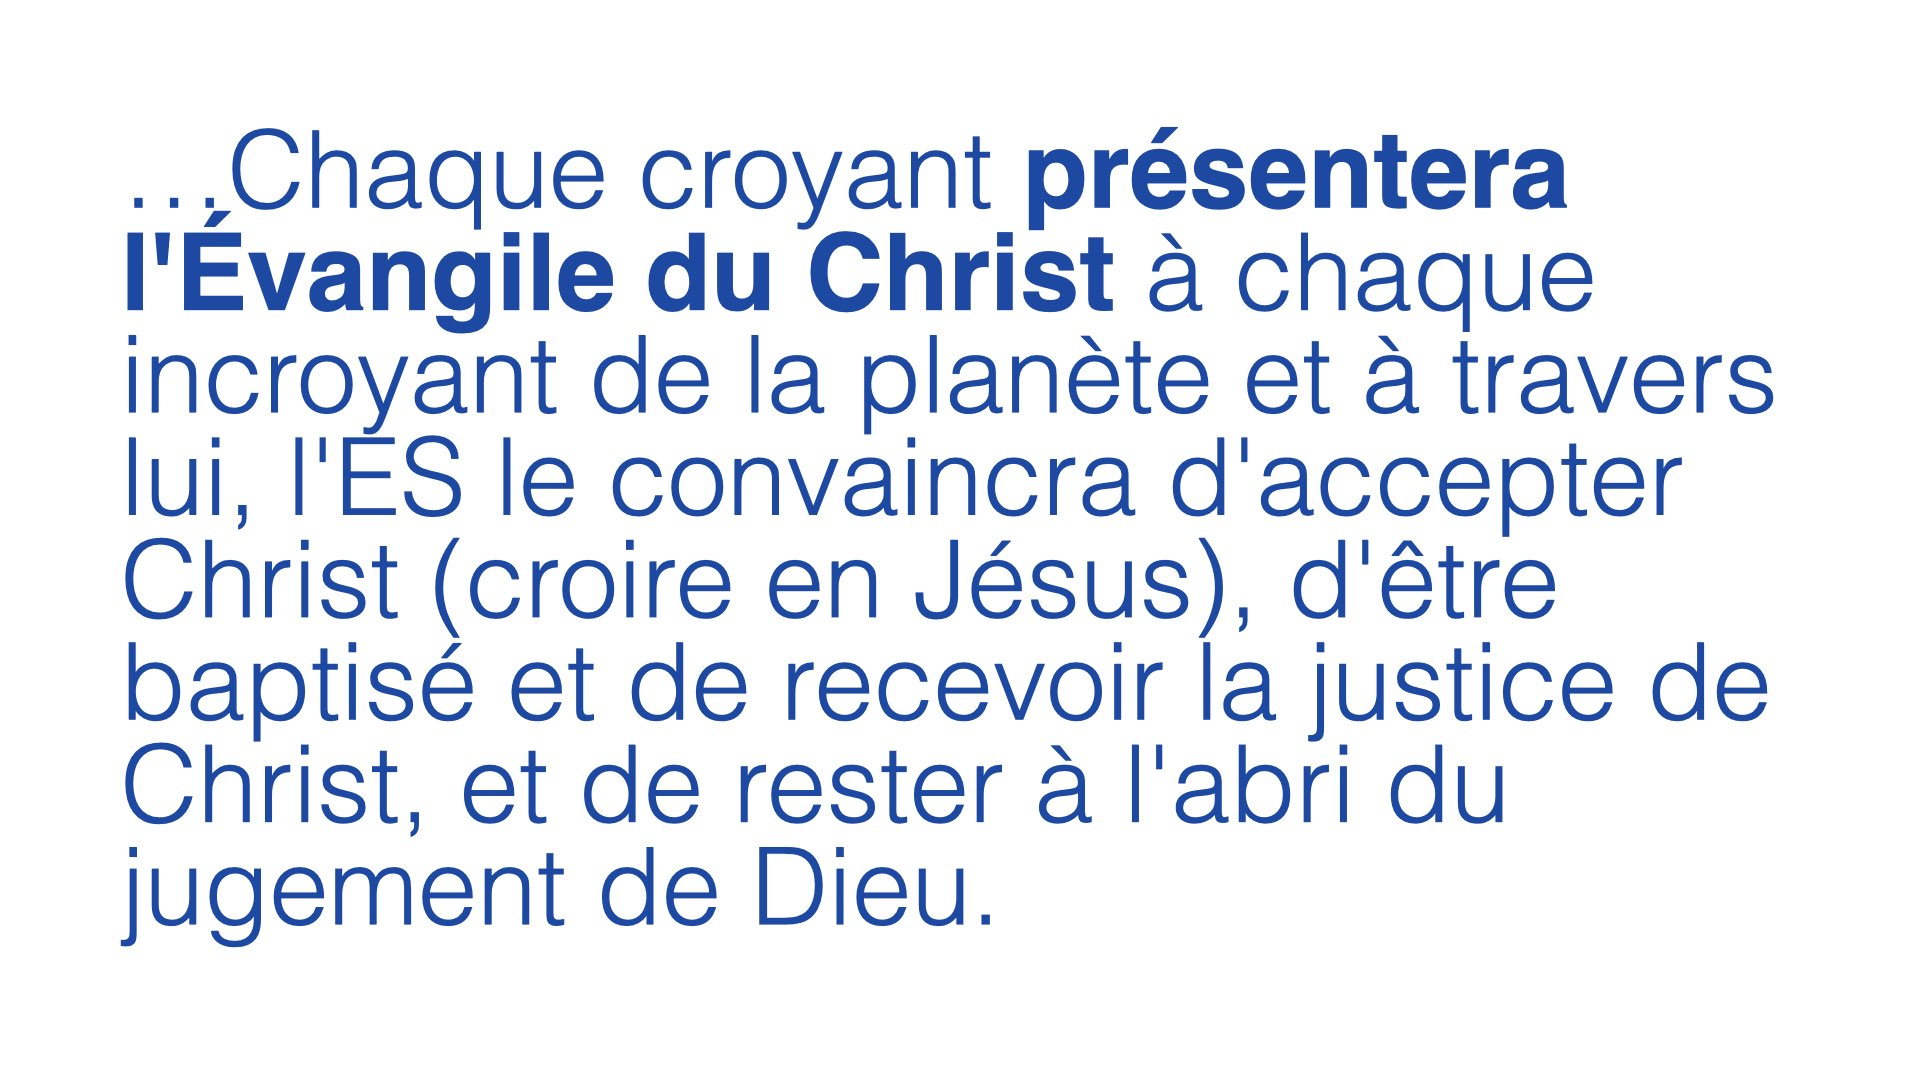 …Chaque croyant présentera
l'Évangile du Christ à chaque
incroyant de la planète et à travers
lui, l'ES le convaincra d'accepter
Christ (croire en Jésus), d'être
baptisé et de recevoir la justice de
Christ, et de rester à l'abri du
jugement de Dieu.